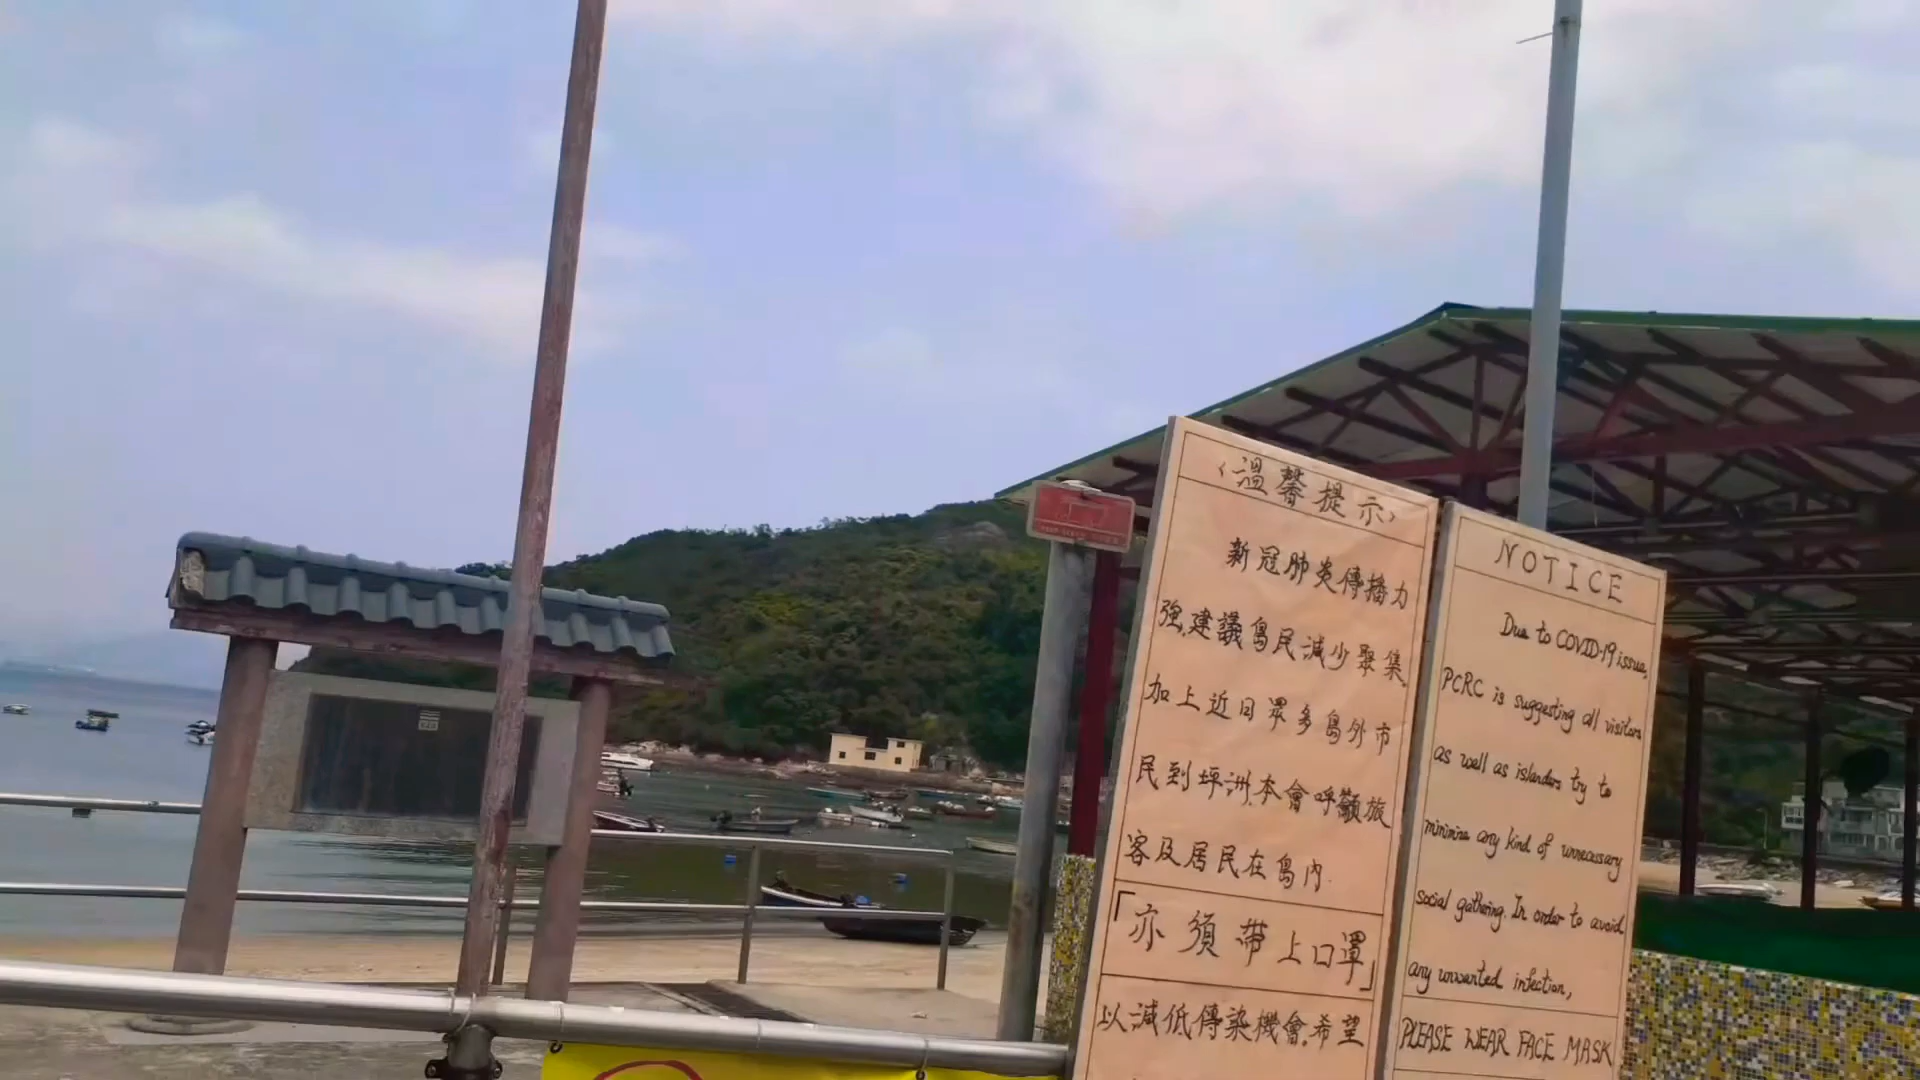 〈溫馨提示〉
新冠肺炎傳播力
強,建議島民減少聚集,
加上近日眾多島外市
民到坪洲,本會呼籲旅
客及居民在島內
「亦須帶上口罩」
以減低傳染機會,希望
NOTICE
Due to COVID-19 issue,
PCRC is suggesting all visitors
as well as islanders try to
minimize any kind of unnecessary
social gathering. In order to avoid
any unwanted infection,
PLEASE WEAR FACE MASK